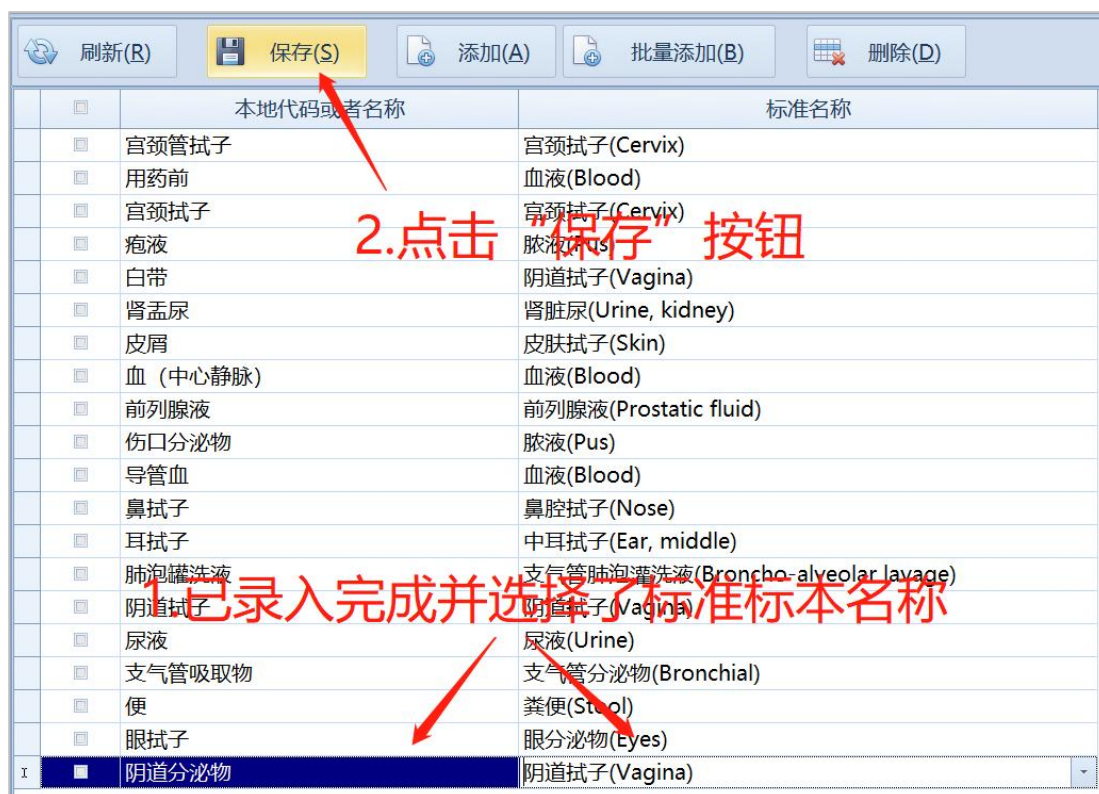 刷新(R) 保存(S) 添加(A) 批量添加(B) 删除(D)
本地代码或者名称 标准名称
宫颈管拭子 宫颈拭子(Cervix)
用药前 血液(Blood)
宫颈拭子 宫颈拭子(Cervix)
2.点击“保存”按钮
疱液 脓液(Pus)
白带 阴道拭子(Vagina)
肾盂尿 肾脏尿(Urine, kidney)
皮屑 皮肤拭子(Skin)
血（中心静脉） 血液(Blood)
前列腺液 前列腺液(Prostatic fluid)
伤口分泌物 脓液(Pus)
导管血 血液(Blood)
鼻拭子 鼻腔拭子(Nose)
耳拭子 中耳拭子(Ear, middle)
肺泡罐洗液 支气管肺泡灌洗液(Broncho-alveolar lavage)
1.已录入完成并选择了标准标本名称
阴道拭子 阴道拭子(Vagina)
尿液 尿液(Urine)
支气管吸取物 支气管分泌物(Bronchial)
便 粪便(Stool)
眼拭子 眼分泌物(Eyes)
阴道分泌物 阴道拭子(Vagina)